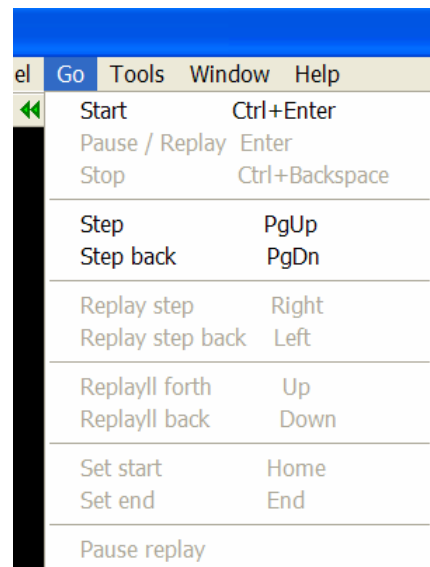 el Go Tools Window Help
Start Ctrl+Enter
Pause / Replay Enter
Stop Ctrl+Backspace
Step PgUp
Step back PgDn
Replay step Right
Replay step back Left
Replayll forth Up
Replayll back Down
Set start Home
Set end End
Pause replay